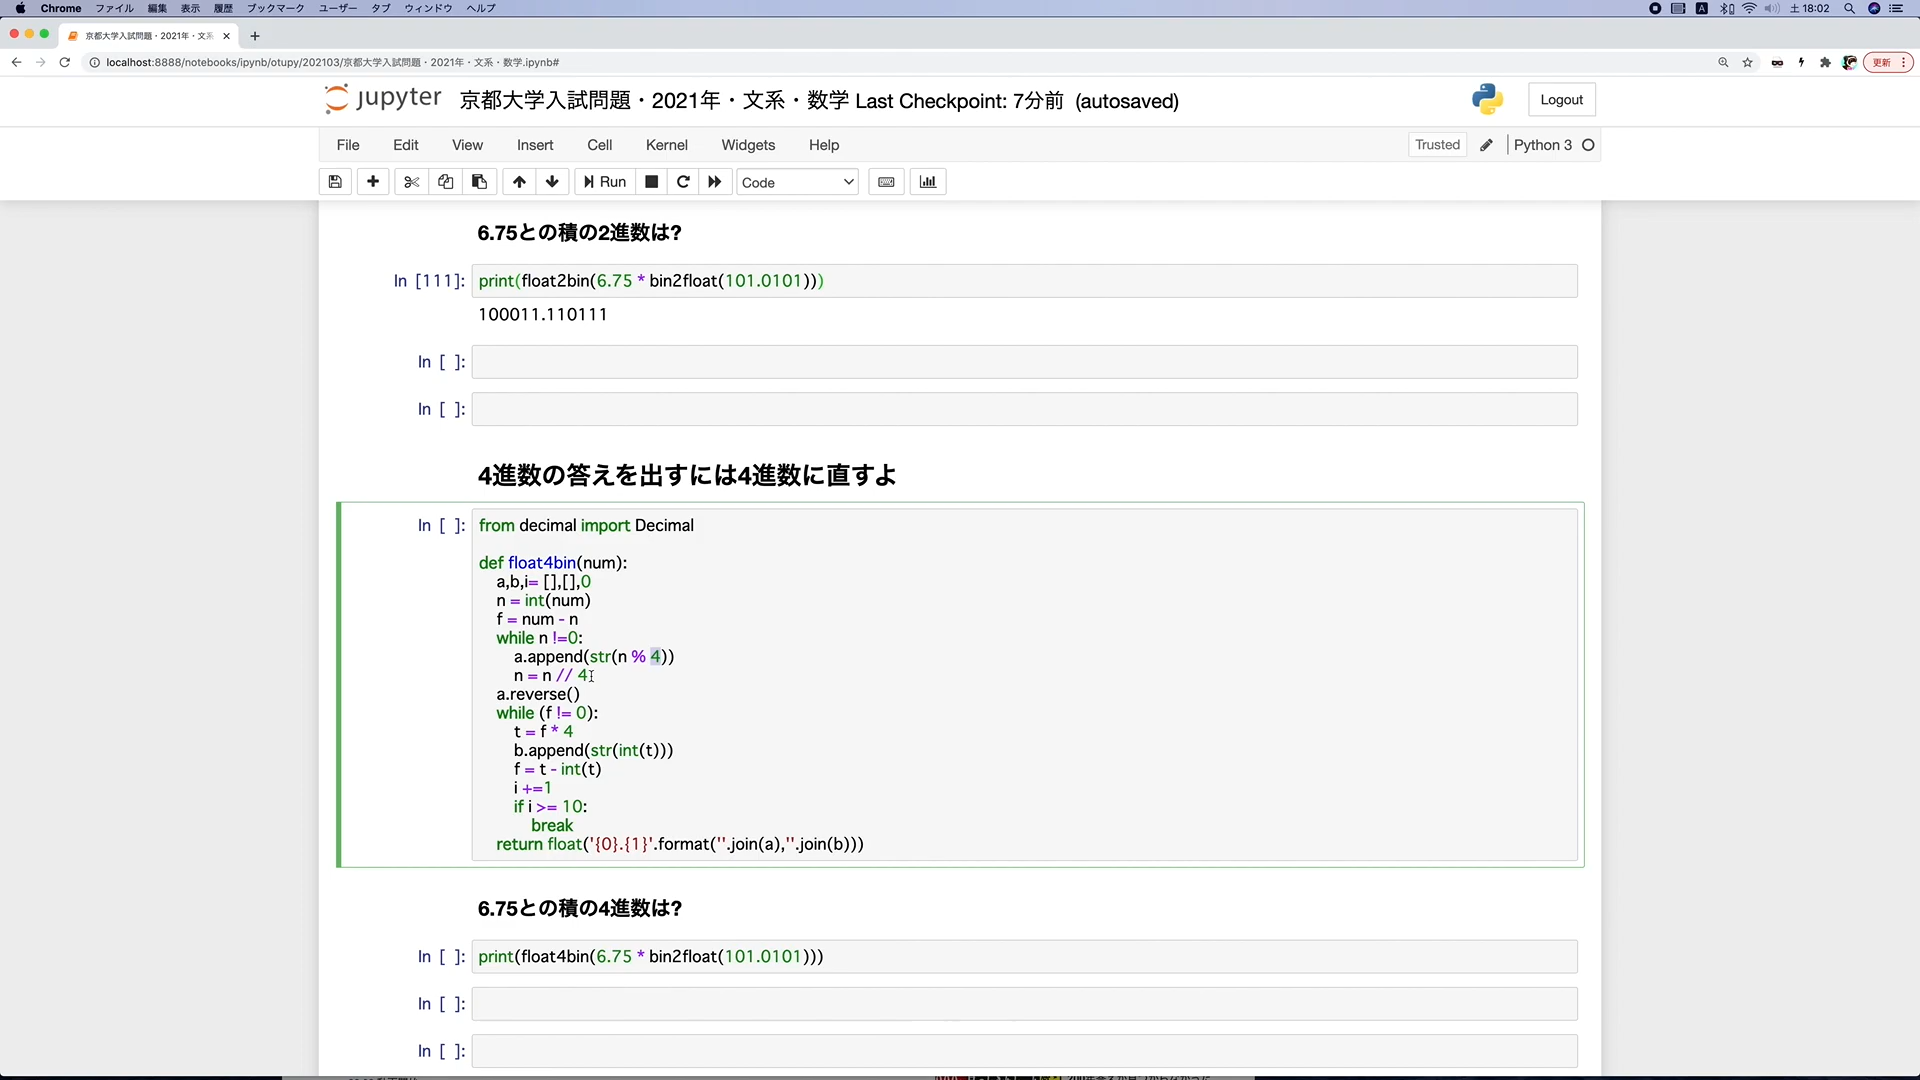 Chrome ファイル 編集 表示 履歴 ブックマーク ユーザー タブ ウィンドウ ヘルプ
土 18:02
京都大学入試問題・2021年・文系
localhost:8888/notebooks/ipynb/otupy/202103/京都大学入試問題・2021年・文系・数学.ipynb#
更新
jupyter 京都大学入試問題・2021年・文系・数学 Last Checkpoint: 7分前 (autosaved)
Logout
File Edit View Insert Cell Kernel Widgets Help
Trusted Python 3
Run Code
6.75との積の2進数は?
In [111]: print(float2bin(6.75 * bin2float(101.0101)))
100011.110111
In [ ]:
In [ ]:
4進数の答えを出すには4進数に直すよ
In [ ]: from decimal import Decimal
def float4bin(num):
a,b,i= [],[],0
n = int(num)
f = num - n
while n !=0:
a.append(str(n % 4))
n = n // 4
a.reverse()
while (f != 0):
t = f * 4
b.append(str(int(t)))
f = t - int(t)
i +=1
if i >= 10:
break
return float('{0}.{1}'.format(''.join(a),''.join(b)))
6.75との積の4進数は?
In [ ]: print(float4bin(6.75 * bin2float(101.0101)))
In [ ]:
In [ ]: